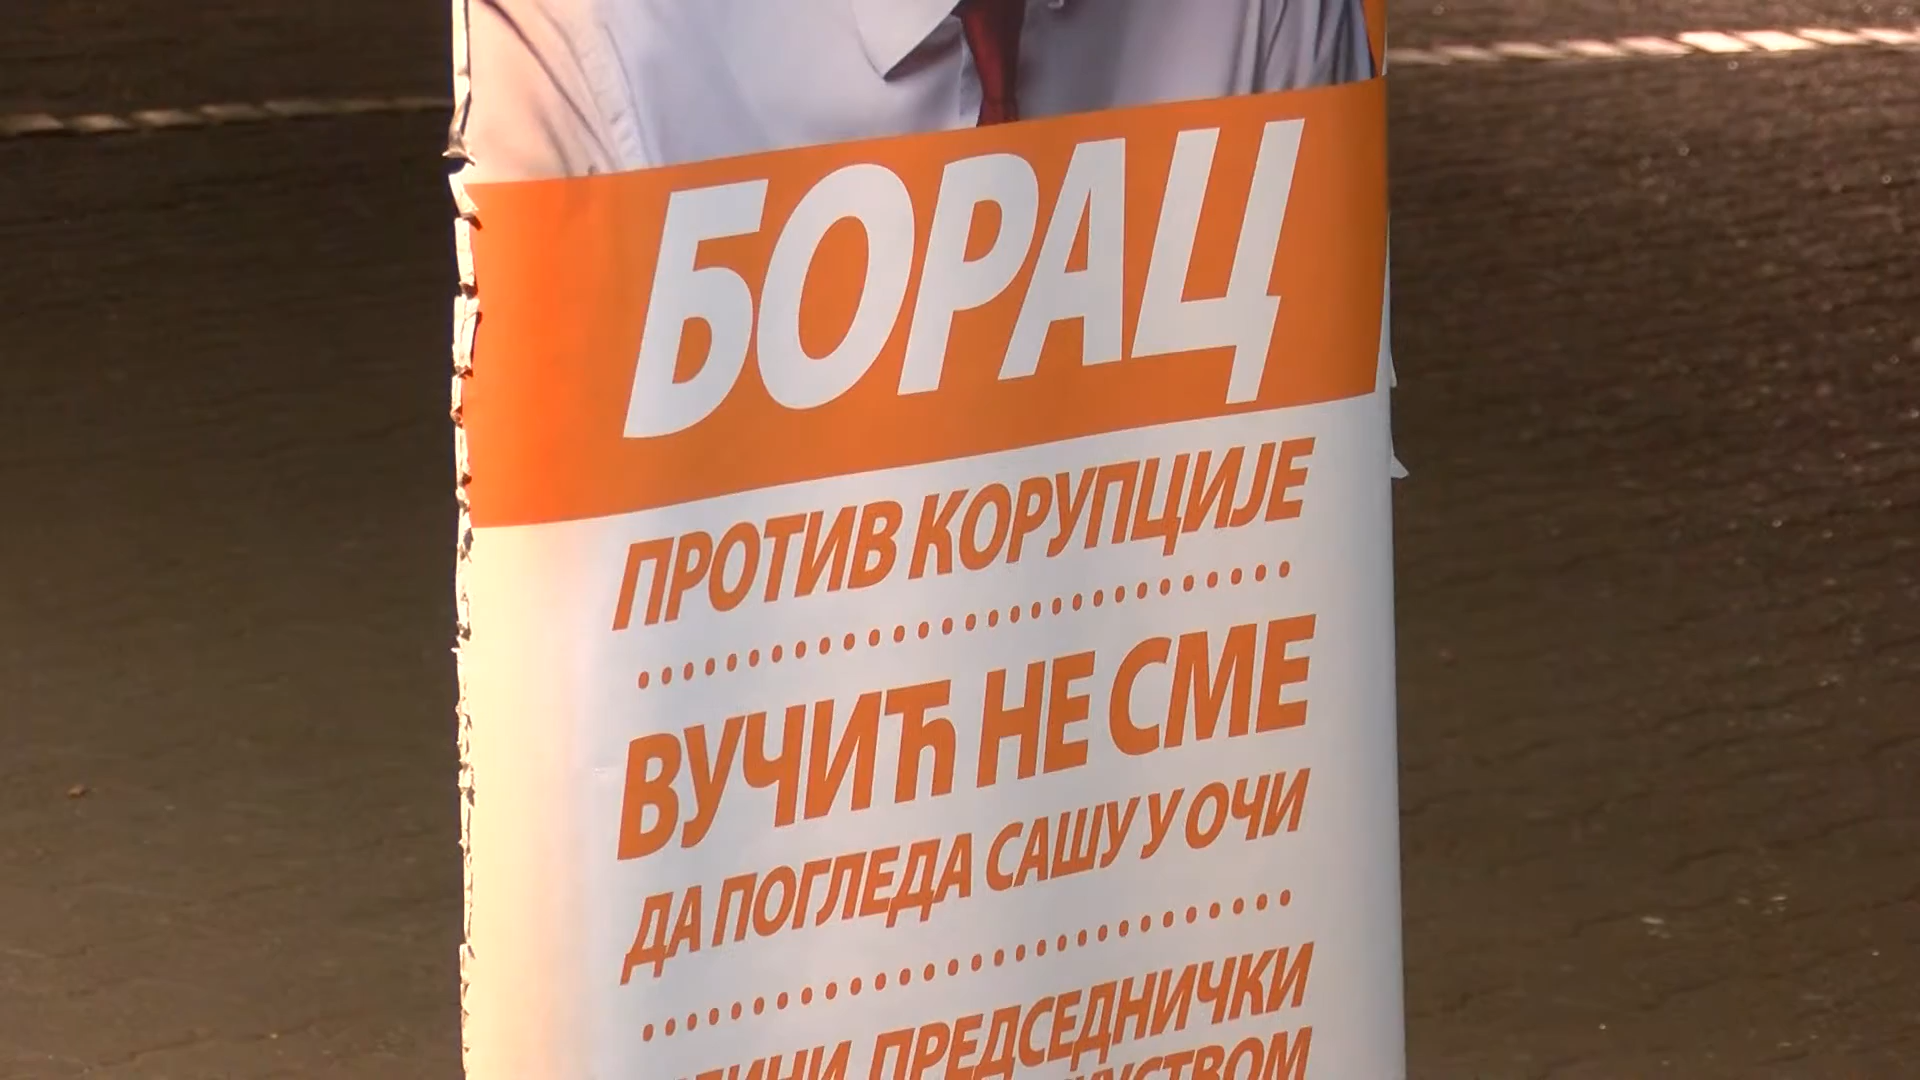 БОРАЦ
ПРОТИВ КОРУПЦИЈЕ
ВУЧИЋ НЕ СМЕ
ДА ПОГЛЕДА САШУ У ОЧИ
ПРЕДСЕДНИЧКИ